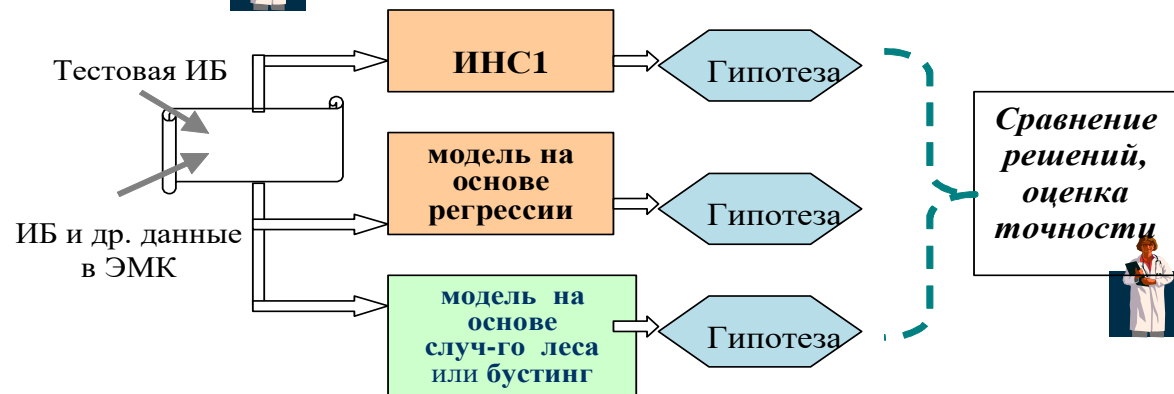 Тестовая ИБ
ИБ и др. данные
в ЭМК
ИНС1
Гипотеза
модель на
основе
регрессии
Гипотеза
модель на
основе
случ-го леса
или бустинг
Гипотеза
Сравнение
решений,
оценка
точности